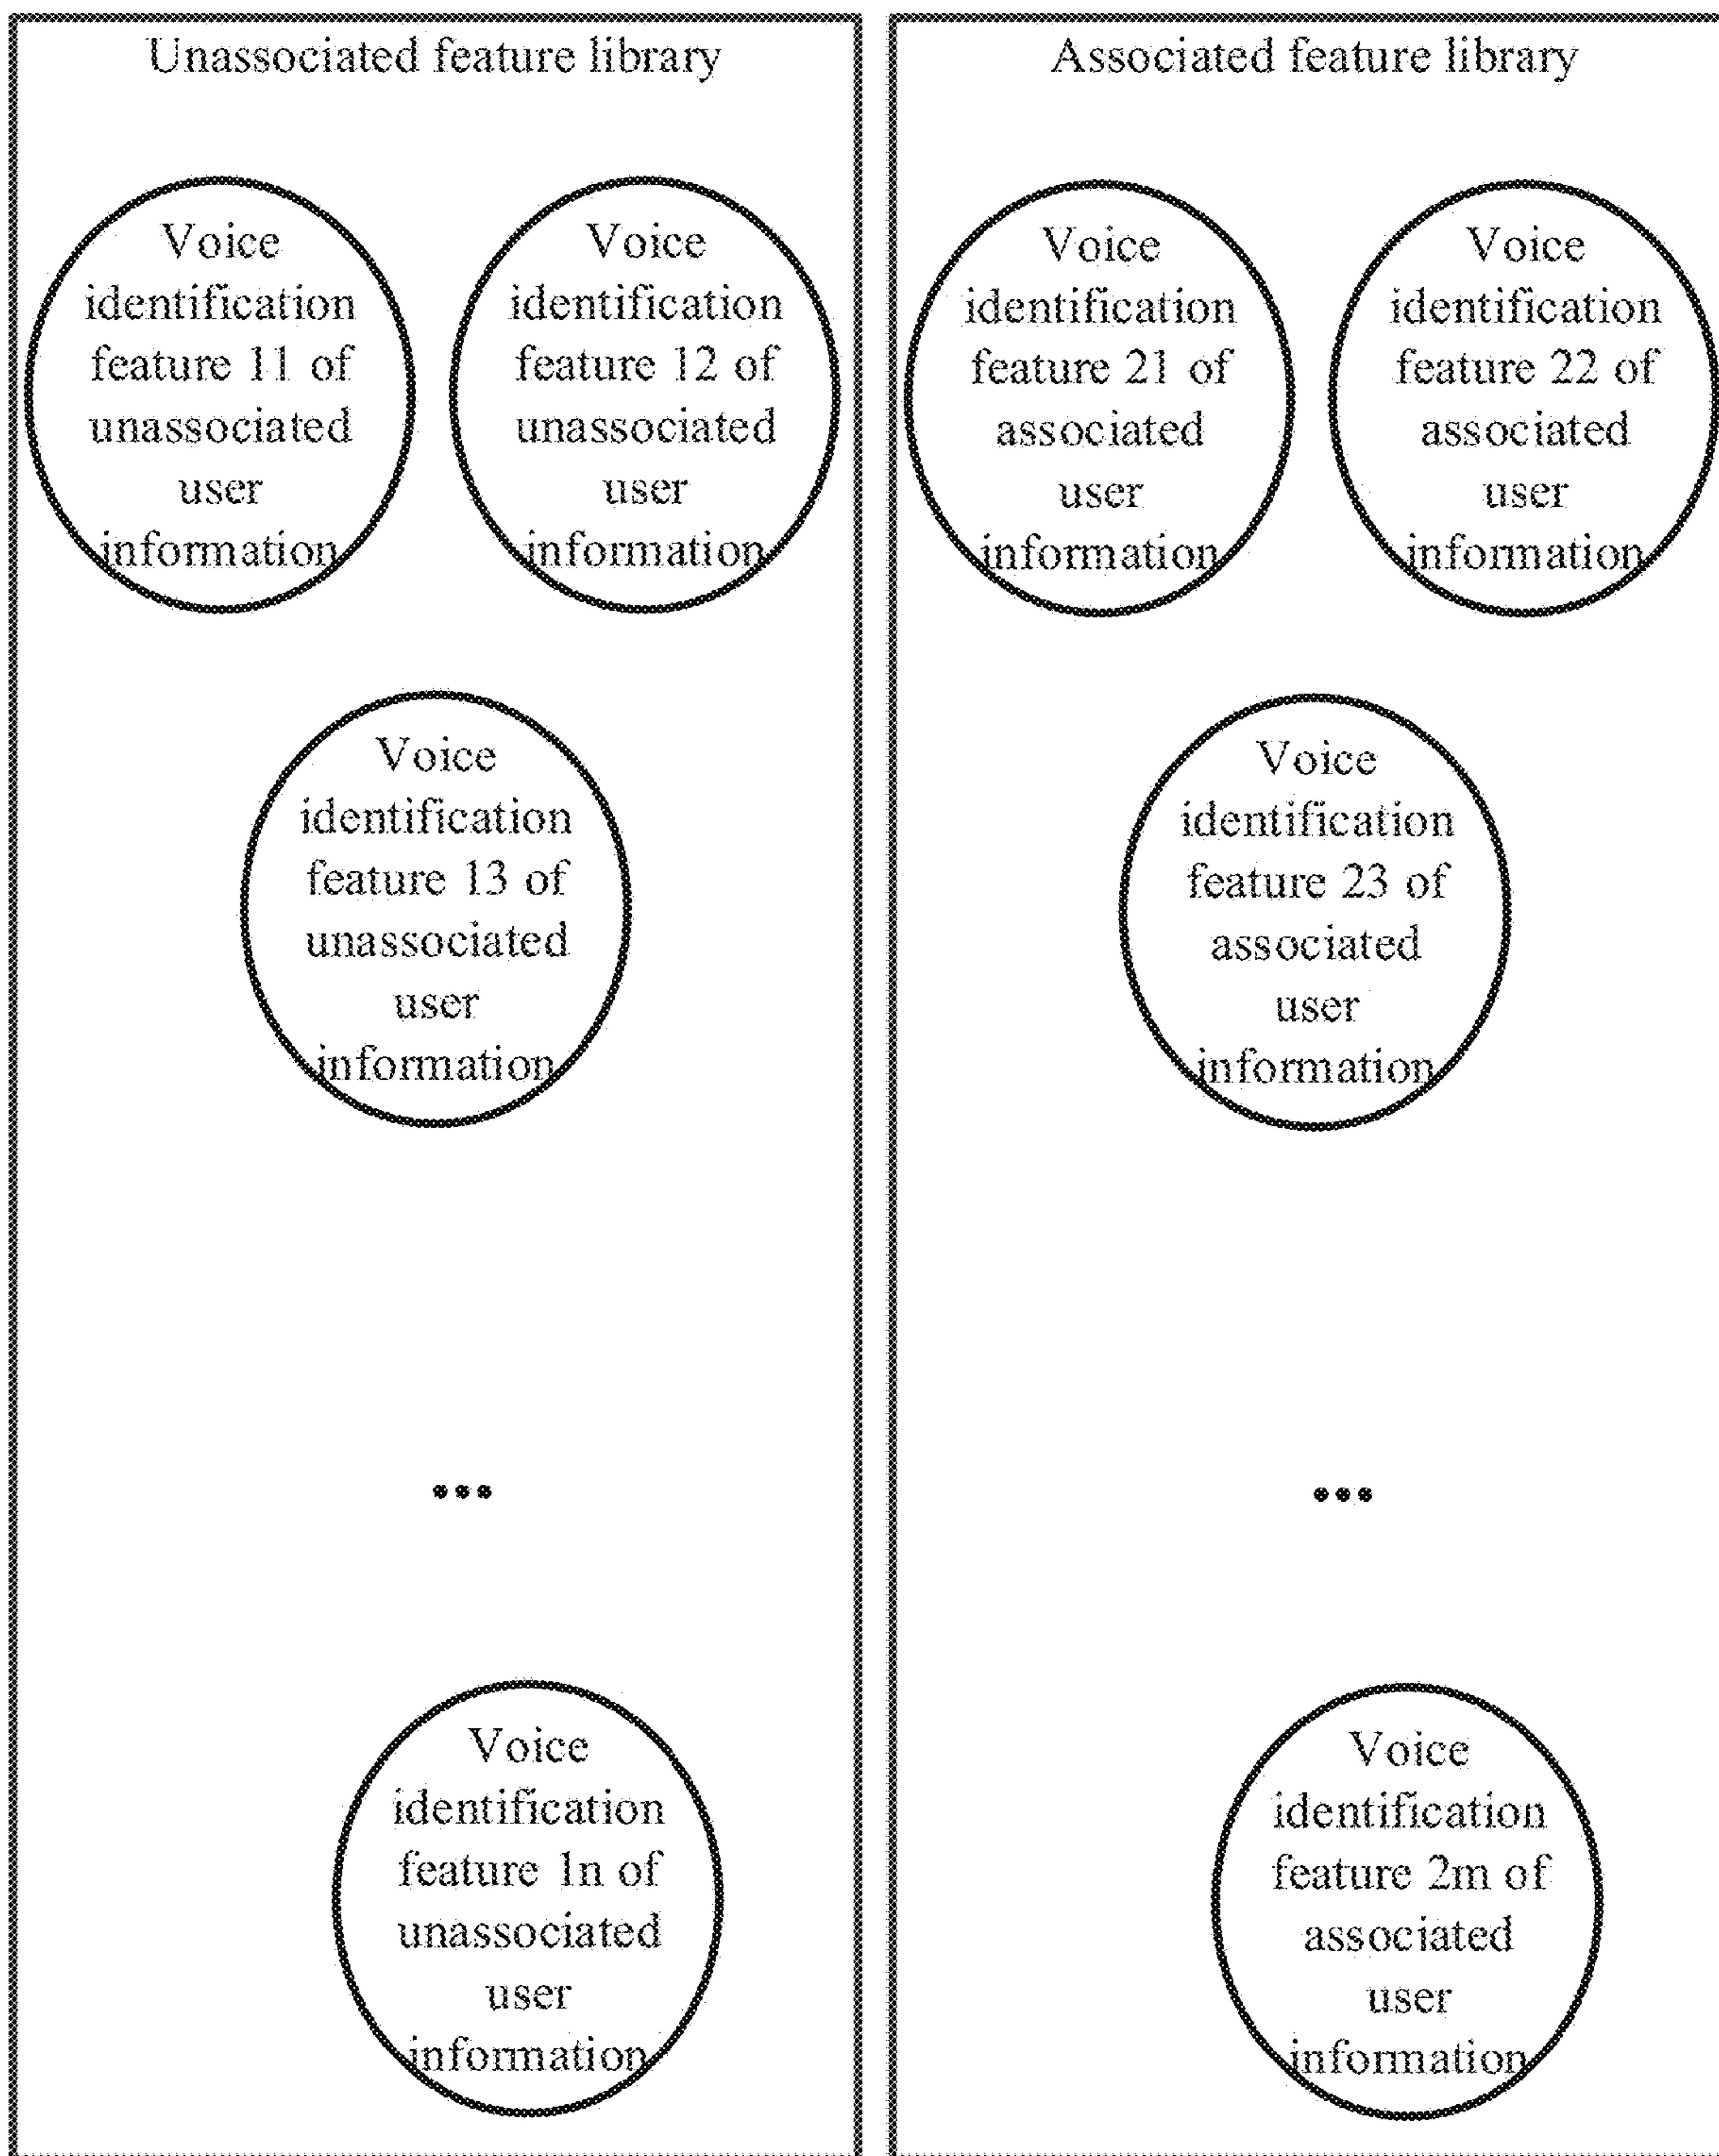 Unassociated feature library
Voice
identification
feature 11 of
unassociated
user
information
Voice
identification
feature 12 of
unassociated
user
information
Voice
identification
feature 13 of
unassociated
user
information
...
Voice
identification
feature 1n of
unassociated
user
information
Associated feature library
Voice
identification
feature 21 of
associated
user
information
Voice
identification
feature 22 of
associated
user
information
Voice
identification
feature 23 of
associated
user
information
...
Voice
identification
feature 2m of
associated
user
information